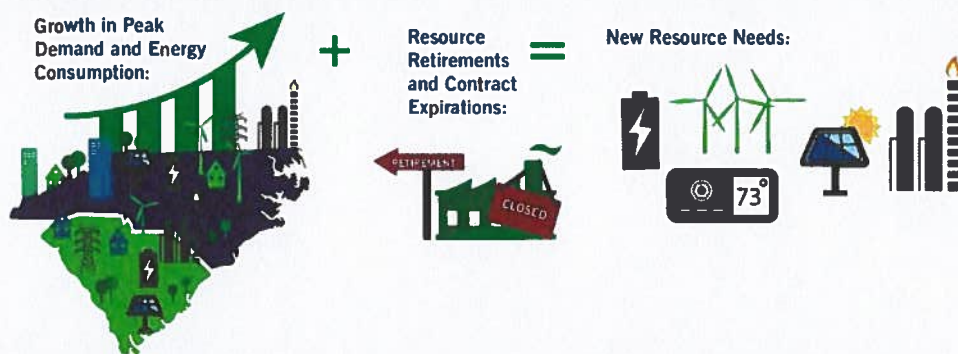 Growth in Peak
Demand and Energy
Consumption:
+
Resource
Retirements
and Contract
Expirations:
=
New Resource Needs:
RETIREMENT
CLOSED
73°